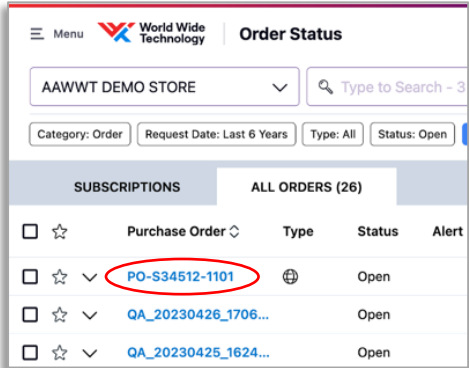 Menu World Wide Technology Order Status
AAWWT DEMO STORE Type to Search - 3
Category: Order Request Date: Last 6 Years Type: All Status: Open
SUBSCRIPTIONS ALL ORDERS (26)
Purchase Order Type Status Alert
PO-S34512-1101 Open
QA_20230426_1706... Open
QA_20230425_1624... Open